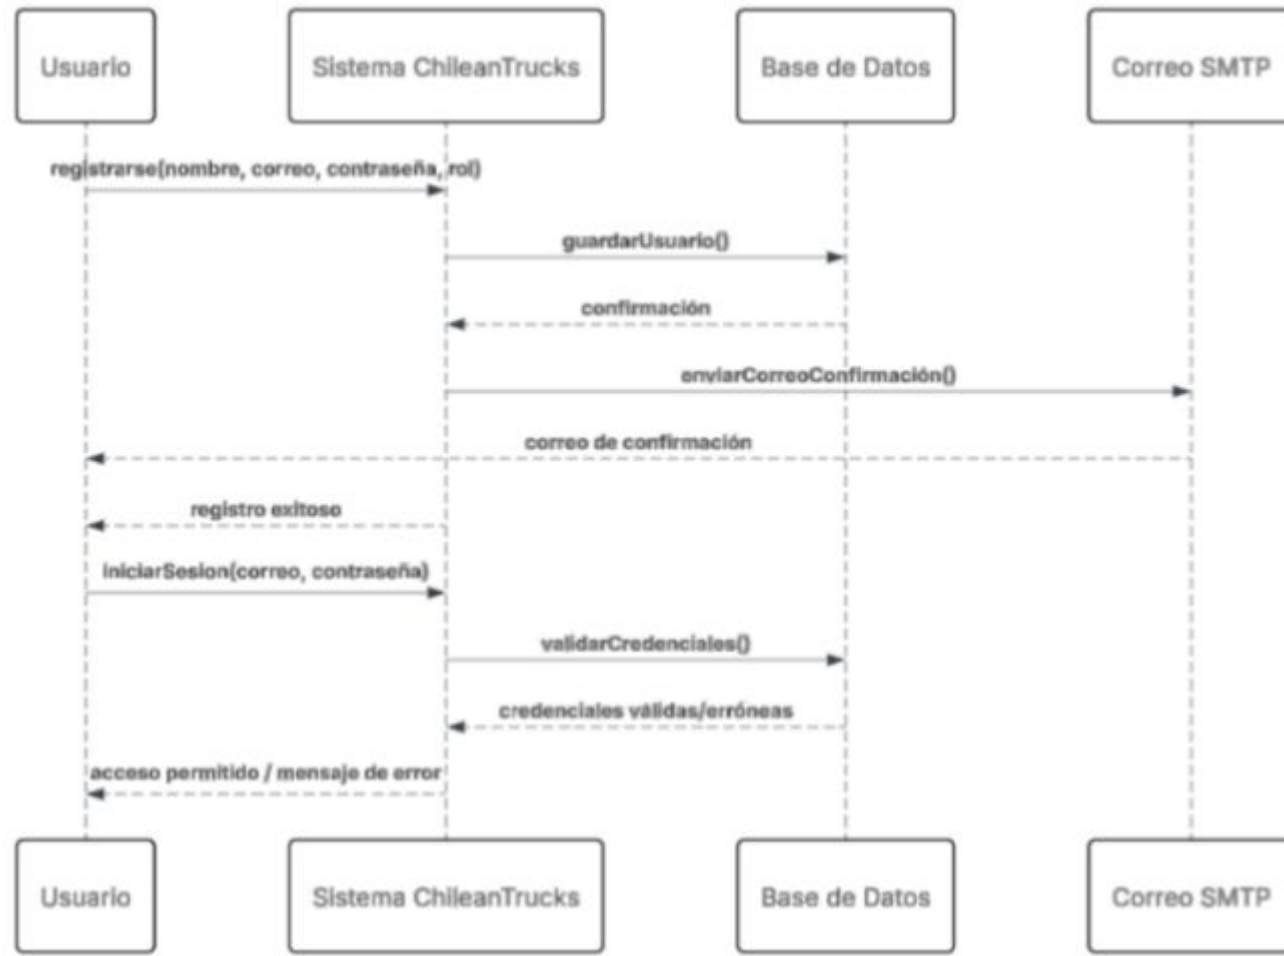 Usuario
Sistema ChileanTrucks
Base de Datos
Correo SMTP
registrarse(nombre, correo, contraseña, rol)
guardarUsuario()
confirmación
enviarCorreoConfirmación()
correo de confirmación
registro exitoso
iniciarSesion(correo, contraseña)
validarCredenciales()
credenciales válidas/erróneas
acceso permitido / mensaje de error
Usuario
Sistema ChileanTrucks
Base de Datos
Correo SMTP